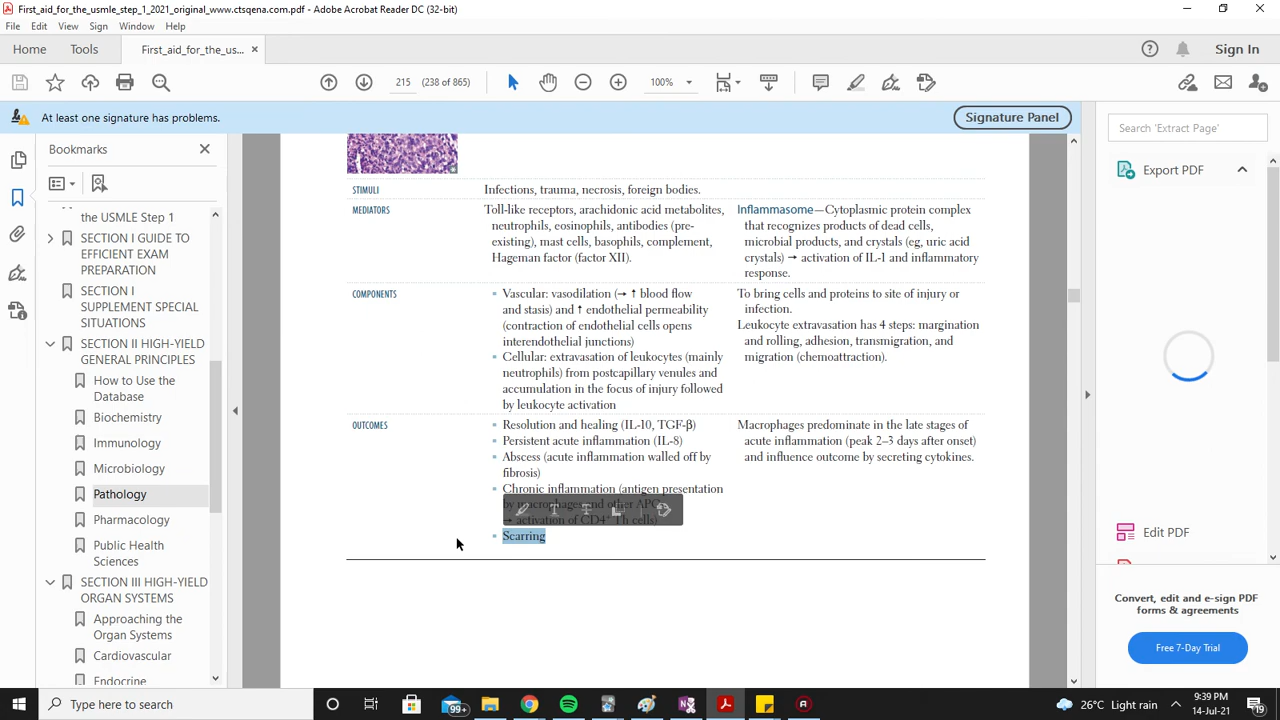 First_aid_for_the_usmle_step_1_2021_original_www.ctsqena.com.pdf - Adobe Acrobat Reader DC (32-bit)
File Edit View Sign Window Help
Home Tools First_aid_for_the_us... × Sign In
215 (238 of 865) 100%
At least one signature has problems. Signature Panel
Bookmarks
the USMLE Step 1
SECTION I GUIDE TO
EFFICIENT EXAM
PREPARATION
SECTION I
SUPPLEMENT SPECIAL
SITUATIONS
SECTION II HIGH-YIELD
GENERAL PRINCIPLES
How to Use the
Database
Biochemistry
Immunology
Microbiology
Pathology
Pharmacology
Public Health
Sciences
SECTION III HIGH-YIELD
ORGAN SYSTEMS
Approaching the
Organ Systems
Cardiovascular
Endocrine
STIMULI
Infections, trauma, necrosis, foreign bodies.
MEDIATORS
Toll-like receptors, arachidonic acid metabolites,
neutrophils, eosinophils, antibodies (pre-
existing), mast cells, basophils, complement,
Hageman factor (factor XII).
Inflammasome—Cytoplasmic protein complex
that recognizes products of dead cells,
microbial products, and crystals (eg, uric acid
crystals) → activation of IL-1 and inflammatory
response.
COMPONENTS
▪ Vascular: vasodilation (→ ↑ blood flow
and stasis) and ↑ endothelial permeability
(contraction of endothelial cells opens
interendothelial junctions)
▪ Cellular: extravasation of leukocytes (mainly
neutrophils) from postcapillary venules and
accumulation in the focus of injury followed
by leukocyte activation
To bring cells and proteins to site of injury or
infection.
Leukocyte extravasation has 4 steps: margination
and rolling, adhesion, transmigration, and
migration (chemoattraction).
OUTCOMES
▪ Resolution and healing (IL-10, TGF-β)
▪ Persistent acute inflammation (IL-8)
▪ Abscess (acute inflammation walled off by
fibrosis)
▪ Chronic inflammation (antigen presentation
by macrophages and other APCs
→ activation of CD4+ Th cells)
▪ Scarring
Macrophages predominate in the late stages of
acute inflammation (peak 2–3 days after onset)
and influence outcome by secreting cytokines.
Search 'Extract Page'
Export PDF
Edit PDF
Convert, edit and e-sign PDF
forms & agreements
Free 7-Day Trial
Type here to search
99+
26°C Light rain
9:39 PM
14-Jul-21
19